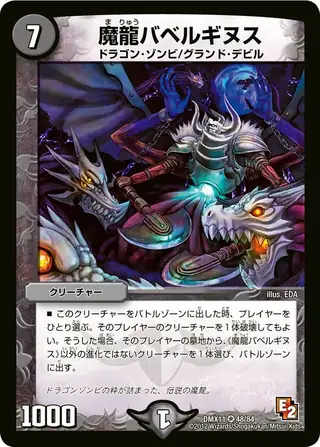 7
ま りゅう
魔龍バベルギヌス
ドラゴン・ゾンビ/グランド・デビル
illus. EDA
クリーチャー
■ このクリーチャーをバトルゾーンに出した時、プレイヤーを
ひとり選ぶ。そのプレイヤーのクリーチャーを1体破壊してもよ
い。そうした場合、そのプレイヤーの墓地から、《魔龍バベルギ
ヌス》以外の進化ではないクリーチャーを1体選び、バトルゾーン
に出す。
ドラゴンゾンビの粋が詰まった、伝説の魔龍。
1000
DMX11 48/84
©2012 Wizards/Shogakukan/Mitsui-Kids
E2